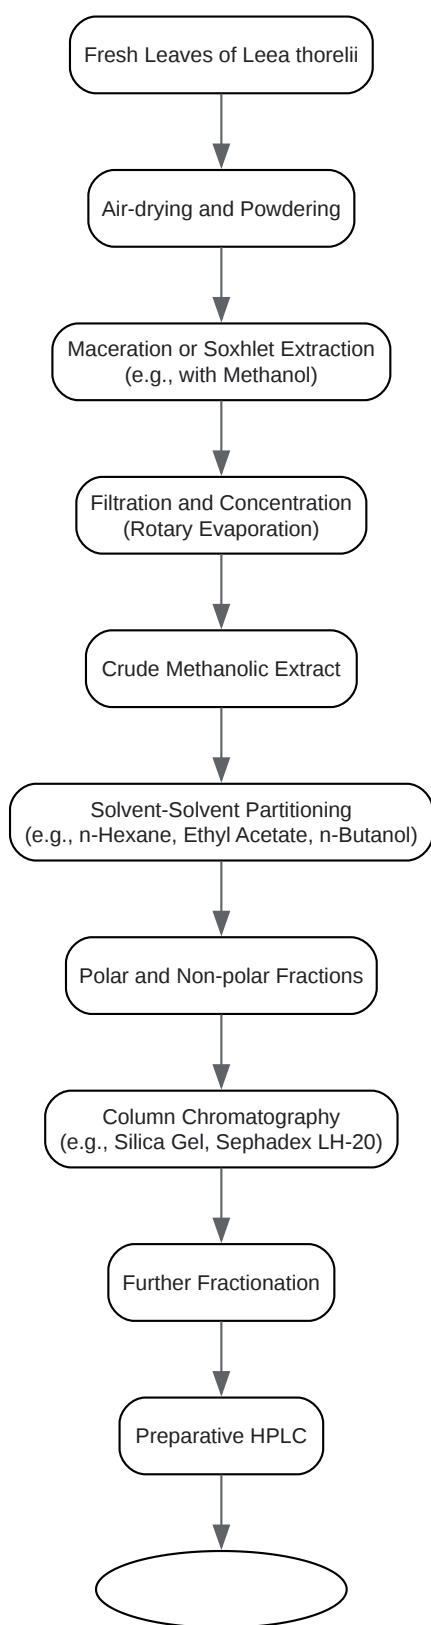 Fresh Leaves of Leea thorelii
Air-drying and Powdering
Maceration or Soxhlet Extraction
(e.g., with Methanol)
Filtration and Concentration
(Rotary Evaporation)
Crude Methanolic Extract
Solvent-Solvent Partitioning
(e.g., n-Hexane, Ethyl Acetate, n-Butanol)
Polar and Non-polar Fractions
Column Chromatography
(e.g., Silica Gel, Sephadex LH-20)
Further Fractionation
Preparative HPLC